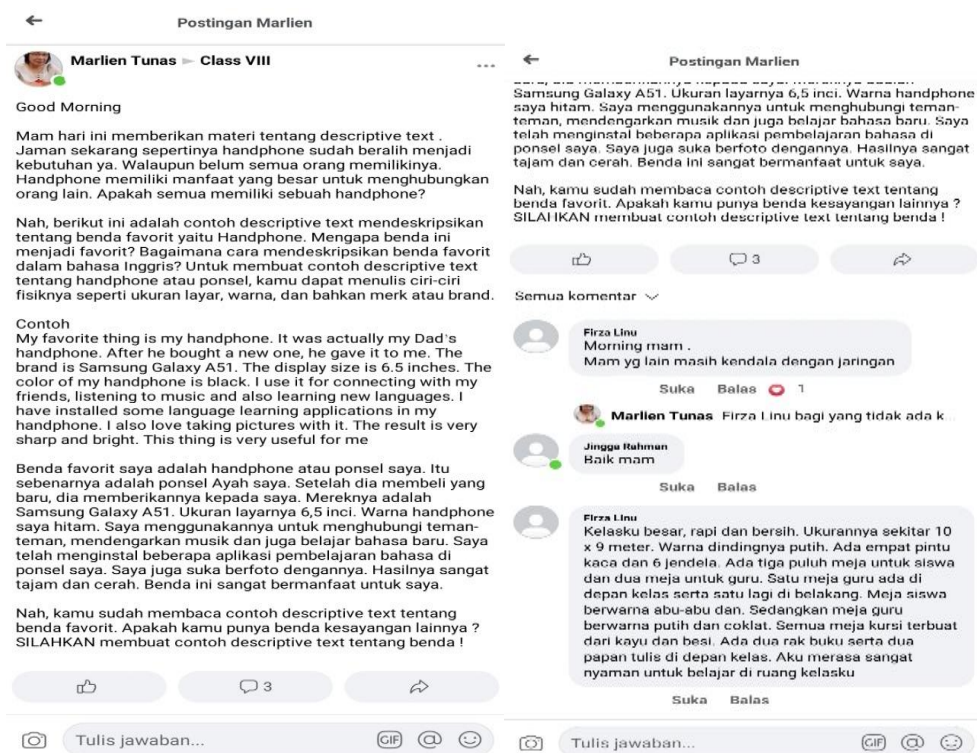 Postingan Marlien
Marlien Tunas ► Class VIII
Good Morning
Mam hari ini memberikan materi tentang descriptive text .
Jaman sekarang sepertinya handphone sudah beralih menjadi
kebutuhan ya. Walaupun belum semua orang memilikinya.
Handphone memiliki manfaat yang besar untuk menghubungkan
orang lain. Apakah semua memiliki sebuah handphone?
Nah, berikut ini adalah contoh descriptive text mendeskripsikan
tentang benda favorit yaitu Handphone. Mengapa benda ini
menjadi favorit? Bagaimana cara mendeskripsikan benda favorit
dalam bahasa Inggris? Untuk membuat contoh descriptive text
tentang handphone atau ponsel, kamu dapat menulis ciri-ciri
fisiknya seperti ukuran layar, warna, dan bahkan merk atau brand.
Contoh
My favorite thing is my handphone. It was actually my Dad's
handphone. After he bought a new one, he gave it to me. The
brand is Samsung Galaxy A51. The display size is 6.5 inches. The
color of my handphone is black. I use it for connecting with my
friends, listening to music and also learning new languages. I
have installed some language learning applications in my
handphone. I also love taking pictures with it. The result is very
sharp and bright. This thing is very useful for me
Benda favorit saya adalah handphone atau ponsel saya. Itu
sebenarnya adalah ponsel Ayah saya. Setelah dia membeli yang
baru, dia memberikannya kepada saya. Mereknya adalah
Samsung Galaxy A51. Ukuran layarnya 6,5 inci. Warna handphone
saya hitam. Saya menggunakannya untuk menghubungi teman-
teman, mendengarkan musik dan juga belajar bahasa baru. Saya
telah menginstal beberapa aplikasi pembelajaran bahasa di
ponsel saya. Saya juga suka berfoto dengannya. Hasilnya sangat
tajam dan cerah. Benda ini sangat bermanfaat untuk saya.
Nah, kamu sudah membaca contoh descriptive text tentang
benda favorit. Apakah kamu punya benda kesayangan lainnya ?
SILAHKAN membuat contoh descriptive text tentang benda !
3
Tulis jawaban...
GIF
Postingan Marlien
baru, dia memberikannya kepada saya. Mereknya adalah
Samsung Galaxy A51. Ukuran layarnya 6,5 inci. Warna handphone
saya hitam. Saya menggunakannya untuk menghubungi teman-
teman, mendengarkan musik dan juga belajar bahasa baru. Saya
telah menginstal beberapa aplikasi pembelajaran bahasa di
ponsel saya. Saya juga suka berfoto dengannya. Hasilnya sangat
tajam dan cerah. Benda ini sangat bermanfaat untuk saya.
Nah, kamu sudah membaca contoh descriptive text tentang
benda favorit. Apakah kamu punya benda kesayangan lainnya ?
SILAHKAN membuat contoh descriptive text tentang benda !
3
Semua komentar
Firza Linu
Morning mam .
Mam yg lain masih kendala dengan jaringan
Suka Balas 1
Marlien Tunas Firza Linu bagi yang tidak ada k...
Jingga Rahman
Baik mam
Suka Balas
Firza Linu
Kelasku besar, rapi dan bersih. Ukurannya sekitar 10
x 9 meter. Warna dindingnya putih. Ada empat pintu
kaca dan 6 jendela. Ada tiga puluh meja untuk siswa
dan dua meja untuk guru. Satu meja guru ada di
depan kelas serta satu lagi di belakang. Meja siswa
berwarna abu-abu dan. Sedangkan meja guru
berwarna putih dan coklat. Semua meja kursi terbuat
dari kayu dan besi. Ada dua rak buku serta dua
papan tulis di depan kelas. Aku merasa sangat
nyaman untuk belajar di ruang kelasku
Suka Balas
Tulis jawaban...
GIF